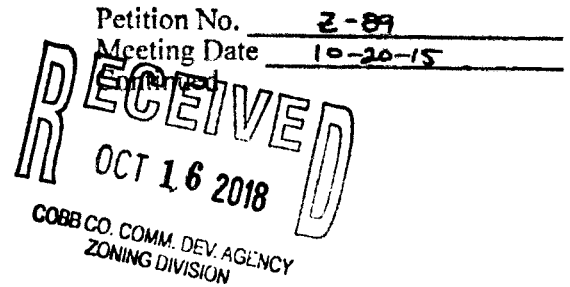 Petition No. Z-89
Meeting Date 10-20-15
Continued
RECEIVED
OCT 16 2018
COBB CO. COMM. DEV. AGENCY
ZONING DIVISION